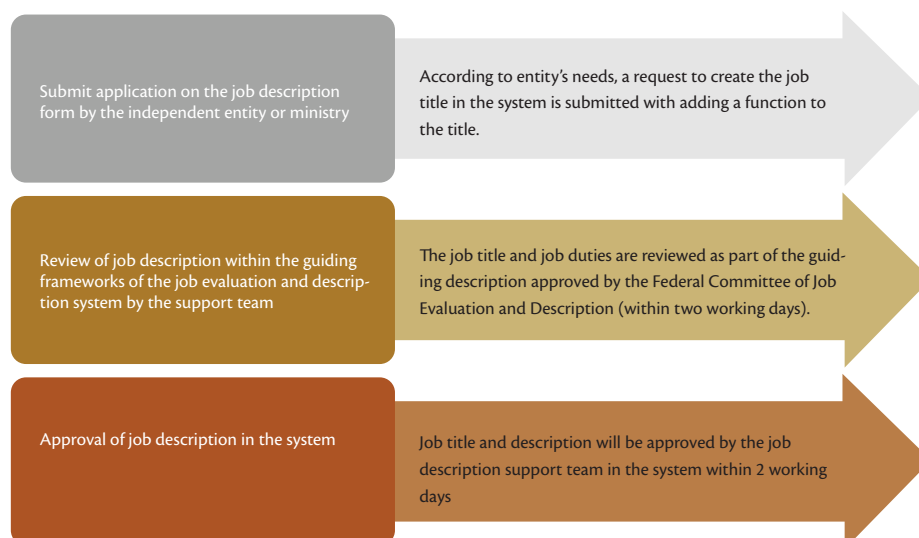 Submit application on the job description
form by the independent entity or ministry
According to entity’s needs, a request to create the job
title in the system is submitted with adding a function to
the title.
Review of job description within the guiding
frameworks of the job evaluation and descrip-
tion system by the support team
The job title and job duties are reviewed as part of the guid-
ing description approved by the Federal Committee of Job
Evaluation and Description (within two working days).
Approval of job description in the system
Job title and description will be approved by the job
description support team in the system within 2 working
days